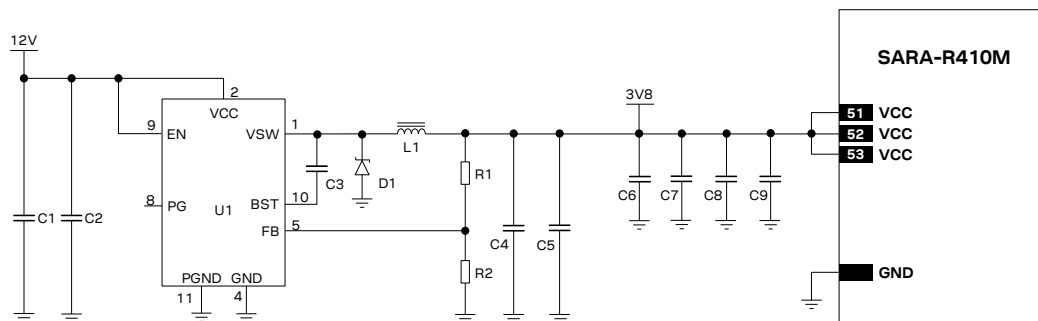 12V
SARA-R410M
3V8
2
VCC
51 VCC
9 EN
VSW 1
52 VCC
L1
53 VCC
R1
C3
D1
C6
C7
C8
C9
8 PG
BST 10
C1
C2
U1
FB 5
C4
C5
R2
GND
PGND
GND
11
4